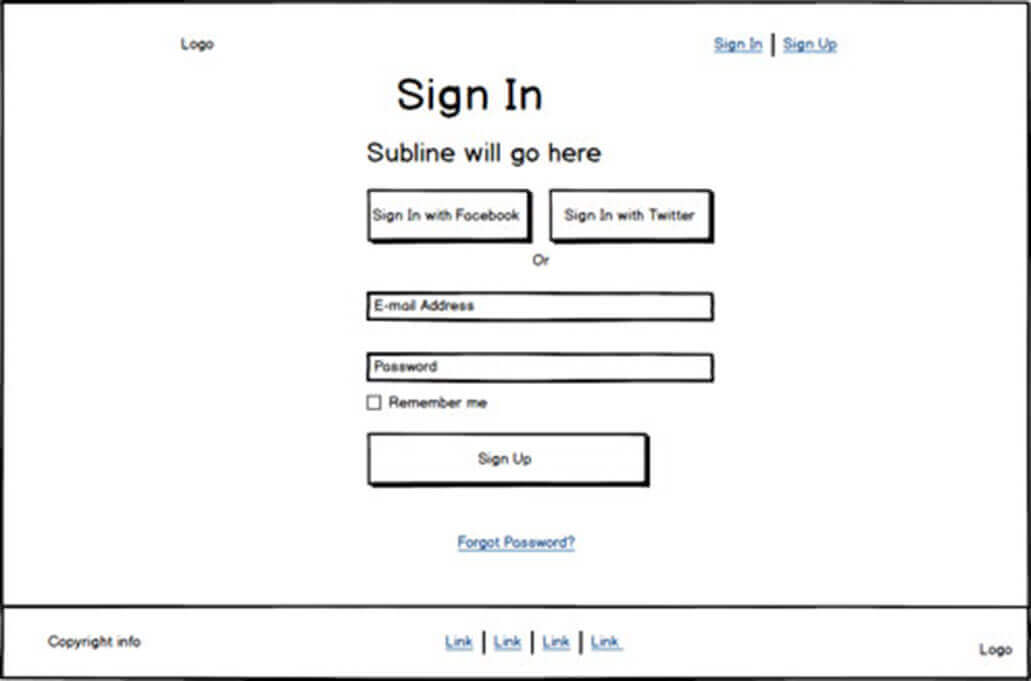 Logo Sign In | Sign Up
Sign In
Subline will go here
Sign In with Facebook Sign In with Twitter
Or
E-mail Address
Password
Remember me
Sign Up
Forgot Password?
Copyright info Link | Link | Link | Link Logo